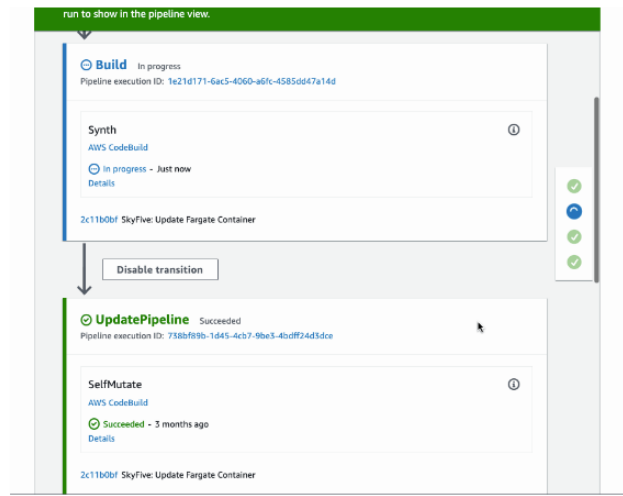 run to show in the pipeline view.
Build In progress
Pipeline execution ID: 1e21d171-6ac5-4060-a6fc-4585dd47a14d
Synth
AWS CodeBuild
In progress - Just now
Details
2c11b0bf SkyFive: Update Fargate Container
Disable transition
UpdatePipeline Succeeded
Pipeline execution ID: 738bf89b-1d45-4cb7-9be3-4bdff24d3dce
SelfMutate
AWS CodeBuild
Succeeded - 3 months ago
Details
2c11b0bf SkyFive: Update Fargate Container